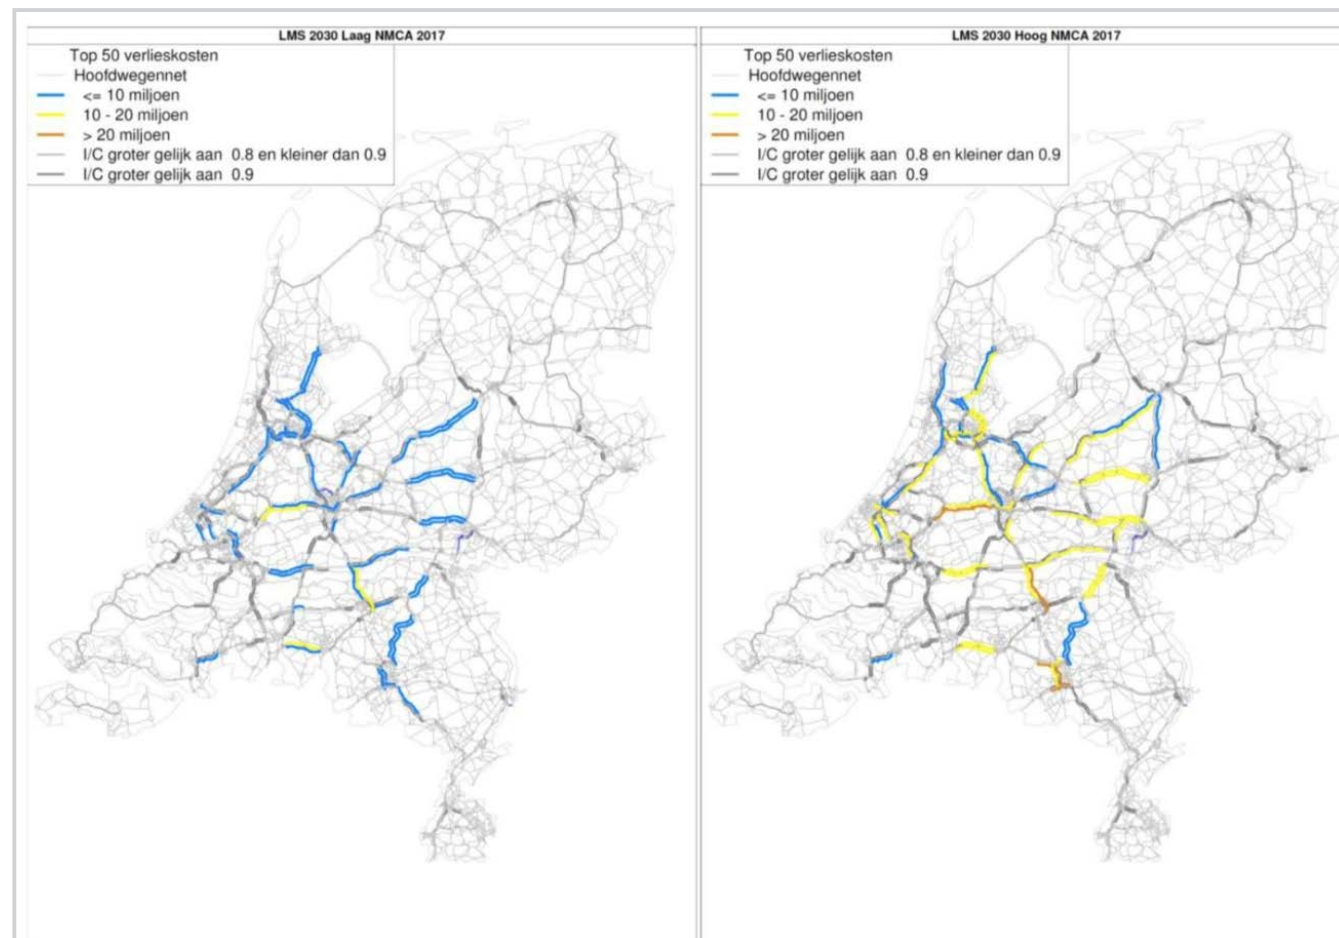 LMS 2030 Laag NMCA 2017
Top 50 verlieskosten
Hoofdwegennet
<= 10 miljoen
10 - 20 miljoen
> 20 miljoen
I/C groter gelijk aan 0.8 en kleiner dan 0.9
I/C groter gelijk aan 0.9
LMS 2030 Hoog NMCA 2017
Top 50 verlieskosten
Hoofdwegennet
<= 10 miljoen
10 - 20 miljoen
> 20 miljoen
I/C groter gelijk aan 0.8 en kleiner dan 0.9
I/C groter gelijk aan 0.9